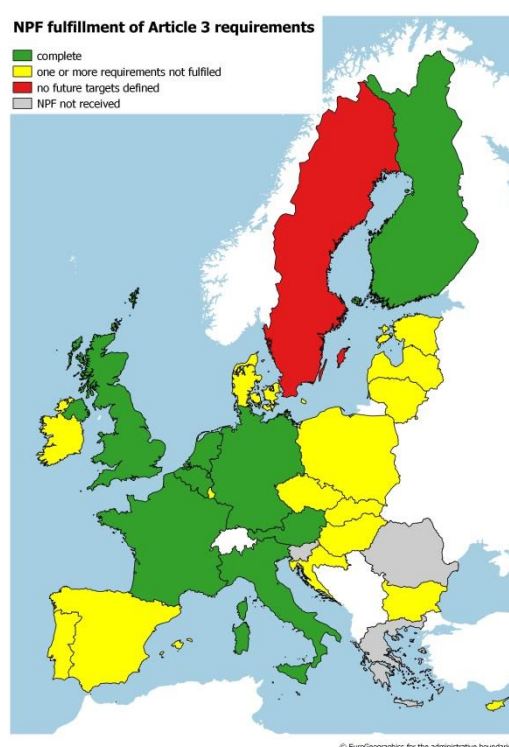 NPF fulfillment of Article 3 requirements
complete
one or more requirements not fulfiled
no future targets defined
NPF not received
© EuroGeographics for the administrative boundarie